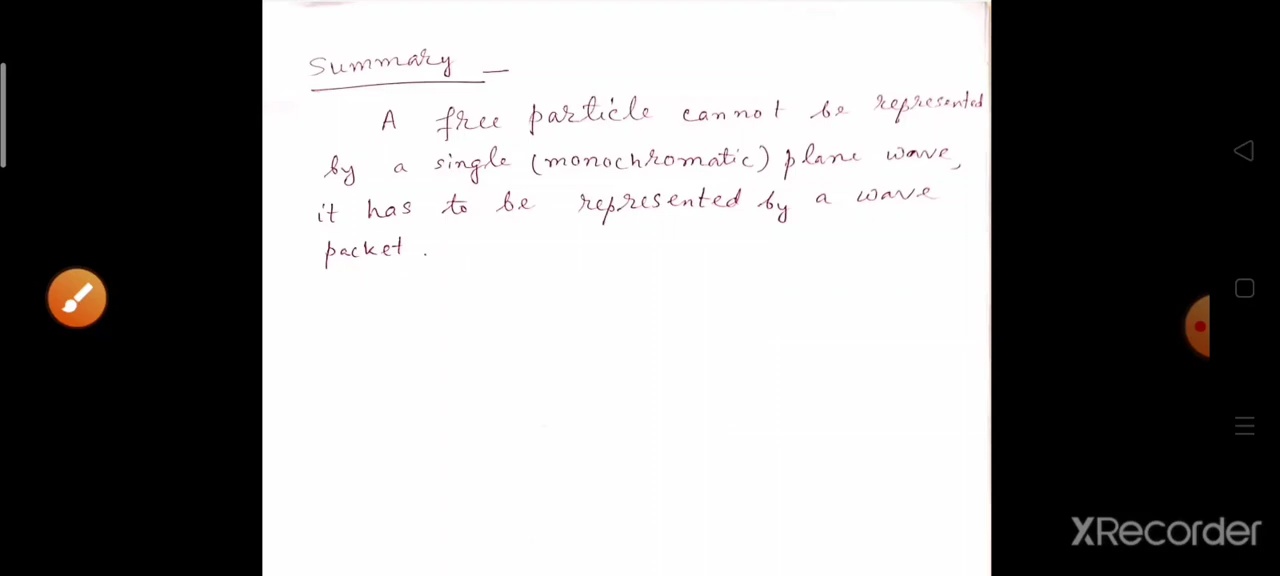 Summary —
A free particle cannot be represented
by a single (monochromatic) plane wave,
it has to be represented by a wave
packet.
XRecorder